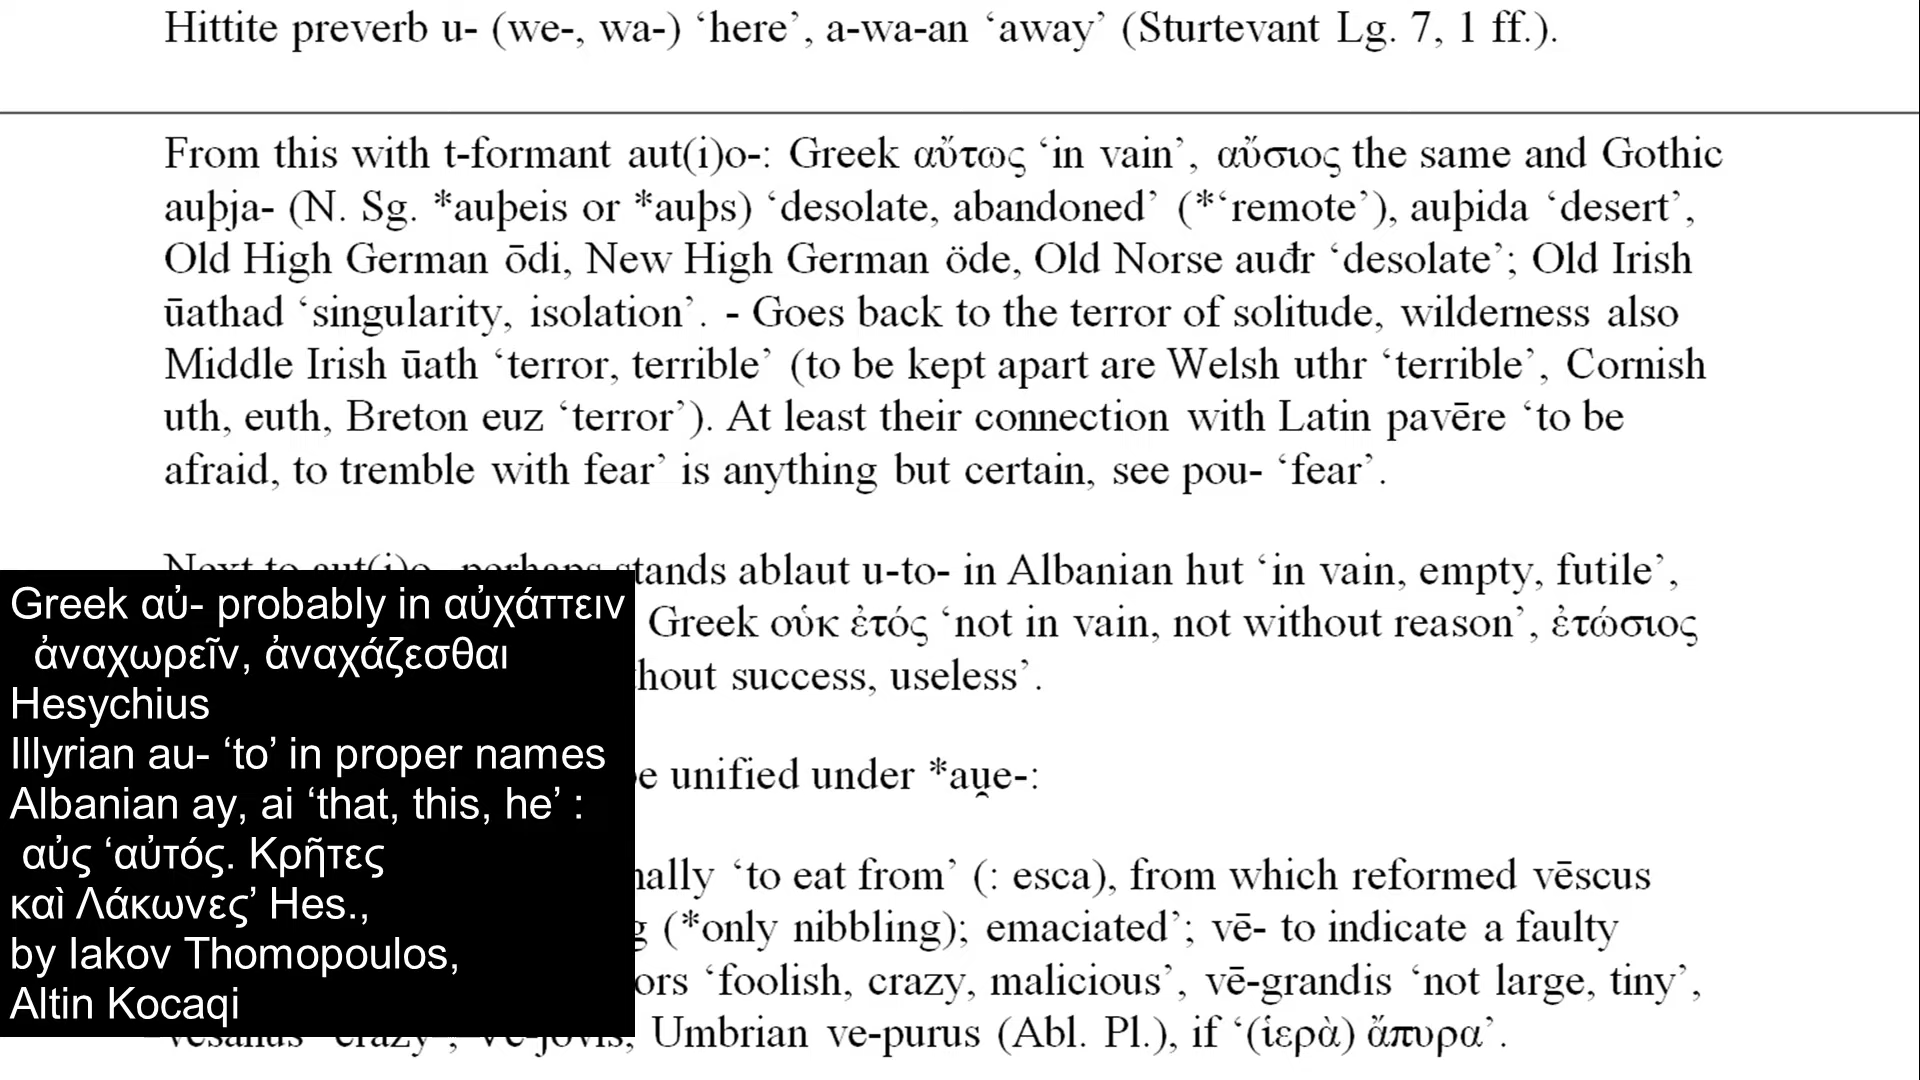 Hittite preverb u- (we-, wa-) ‘here’, a-wa-an ‘away’ (Sturtevant Lg. 7, 1 ff.).
From this with t-formant aut(i)o-: Greek αὔτως ‘in vain’, αὔσιος the same and Gothic
auþja- (N. Sg. *auþeis or *auþs) ‘desolate, abandoned’ (*‘remote’), auþida ‘desert’,
Old High German ōdi, New High German öde, Old Norse auđr ‘desolate’; Old Irish
ūathad ‘singularity, isolation’. - Goes back to the terror of solitude, wilderness also
Middle Irish ūath ‘terror, terrible’ (to be kept apart are Welsh uthr ‘terrible’, Cornish
uth, euth, Breton euz ‘terror’). At least their connection with Latin pavēre ‘to be
afraid, to tremble with fear’ is anything but certain, see pou- ‘fear’.
Next to aut(i)o- perhaps stands ablaut u-to- in Albanian hut ‘in vain, empty, futile’,
Greek οὐκ ἐτός ‘not in vain, not without reason’, ἐτώσιος
success, useless’.
unified under *au̯e-:
‘to eat from’ (: esca), from which reformed vēscus
(*only nibbling); emaciated’; vē- to indicate a faulty
‘foolish, crazy, malicious’, vē-grandis ‘not large, tiny’,
Umbrian ve-purus (Abl. Pl.), if ‘(ἱερὰ) ἄπυρα’.
Greek αὐ- probably in αὐχάττειν
ἀναχωρεῖν, ἀναχάζεσθαι
Hesychius
Illyrian au- ‘to’ in proper names
Albanian ay, ai ‘that, this, he’ :
αὐς ‘αὐτός. Κρῆτες
καὶ Λάκωνες’ Hes.,
by Iakov Thomopoulos,
Altin Kocaqi